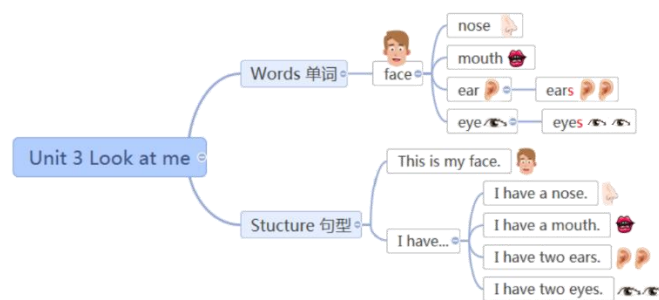 Unit 3 Look at me
Words 单词
face
nose
mouth
ear
ears
eye
eyes
Stucture 句型
This is my face.
I have...
I have a nose.
I have a mouth.
I have two ears.
I have two eyes.